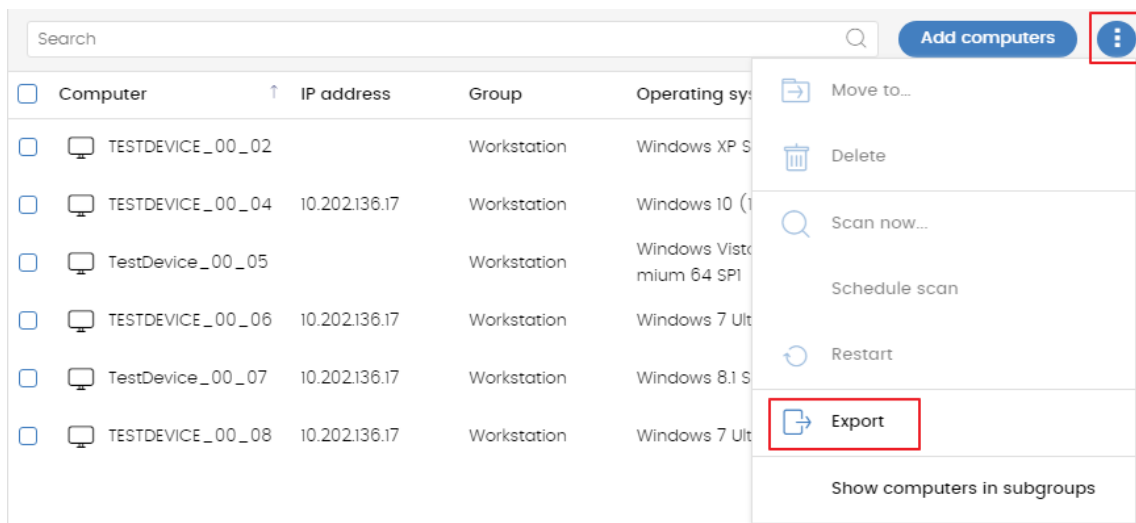 Search
Add computers
Computer IP address Group Operating sys
Move to...
TESTDEVICE_00_02 Workstation Windows XP S
Delete
TESTDEVICE_00_04 10.202.136.17 Workstation Windows 10 (1
Scan now...
TestDevice_00_05 Workstation Windows Vista
mium 64 SP1
Schedule scan
TESTDEVICE_00_06 10.202.136.17 Workstation Windows 7 Ult
Restart
TestDevice_00_07 10.202.136.17 Workstation Windows 8.1 S
Export
TESTDEVICE_00_08 10.202.136.17 Workstation Windows 7 Ult
Show computers in subgroups